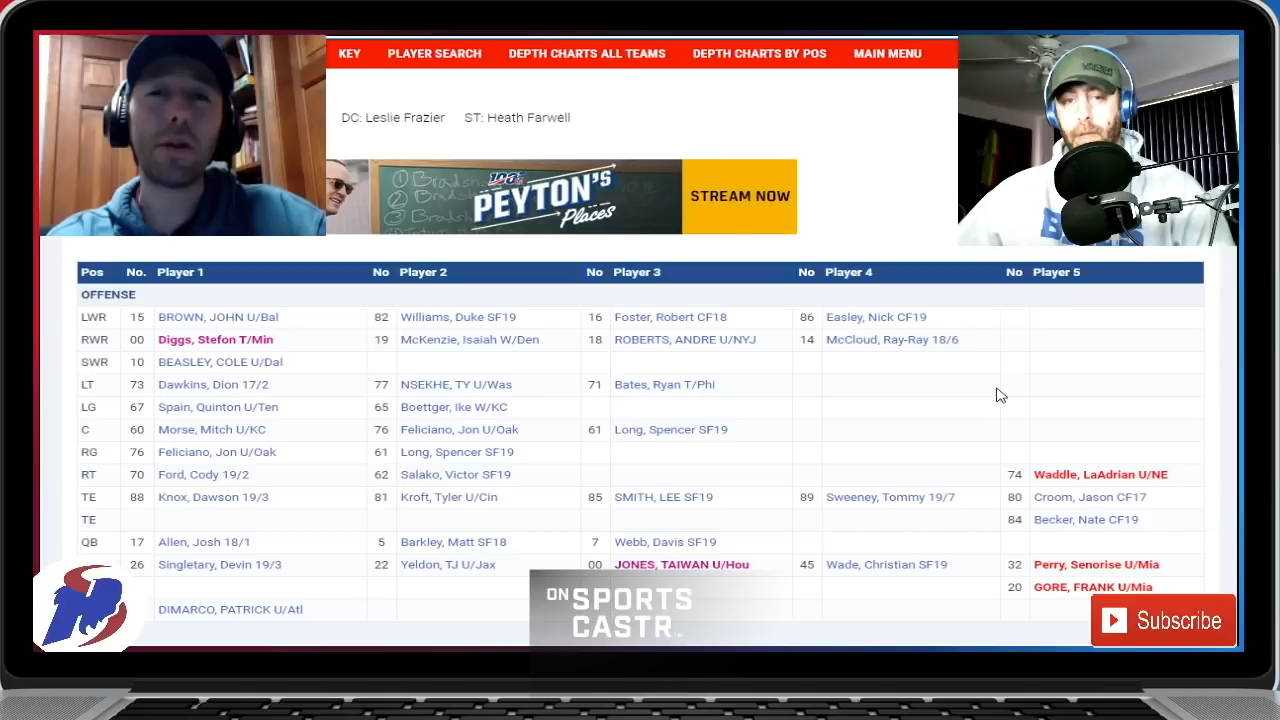 KEY PLAYER SEARCH DEPTH CHARTS ALL TEAMS DEPTH CHARTS BY POS MAIN MENU
DC: Leslie Frazier ST: Heath Farwell
100
1 Bradsh
2 Bradsh
3 Bradsh
PEYTON'S
Places
STREAM NOW
UNDER
Pos No. Player 1 No Player 2 No Player 3 No Player 4 No Player 5
OFFENSE
LWR 15 BROWN, JOHN U/Bal 82 Williams, Duke SF19 16 Foster, Robert CF18 86 Easley, Nick CF19
RWR 00 Diggs, Stefon T/Min 19 McKenzie, Isaiah W/Den 18 ROBERTS, ANDRE U/NYJ 14 McCloud, Ray-Ray 18/6
SWR 10 BEASLEY, COLE U/Dal
LT 73 Dawkins, Dion 17/2 77 NSEKHE, TY U/Was 71 Bates, Ryan T/Phi
LG 67 Spain, Quinton U/Ten 65 Boettger, Ike W/KC
C 60 Morse, Mitch U/KC 76 Feliciano, Jon U/Oak 61 Long, Spencer SF19
RG 76 Feliciano, Jon U/Oak 61 Long, Spencer SF19
RT 70 Ford, Cody 19/2 62 Salako, Victor SF19 74 Waddle, LaAdrian U/NE
TE 88 Knox, Dawson 19/3 81 Kroft, Tyler U/Cin 85 SMITH, LEE SF19 89 Sweeney, Tommy 19/7 80 Croom, Jason CF17
TE 84 Becker, Nate CF19
QB 17 Allen, Josh 18/1 5 Barkley, Matt SF18 7 Webb, Davis SF19
26 Singletary, Devin 19/3 22 Yeldon, TJ U/Jax 00 JONES, TAIWAN U/Hou 45 Wade, Christian SF19 32 Perry, Senorise U/Mia
20 GORE, FRANK U/Mia
DIMARCO, PATRICK U/Atl
ON SPORTS
CASTR
Subscribe